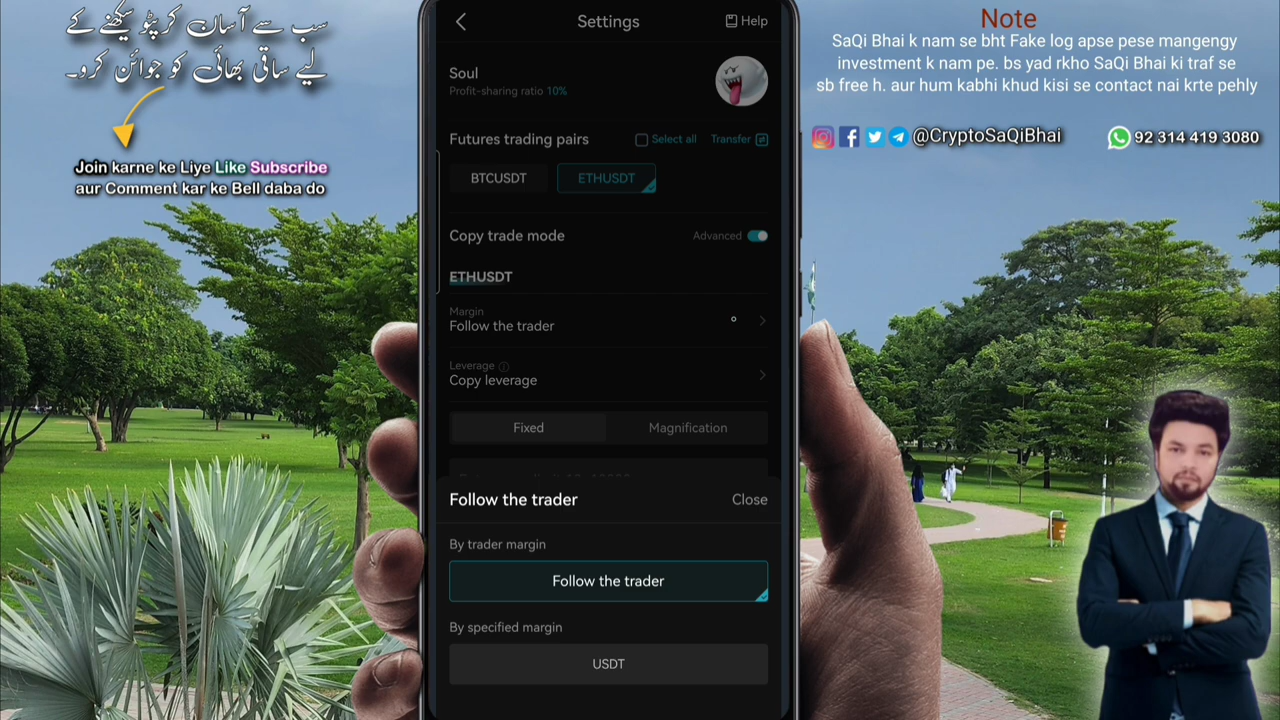 سب سے آسان کرپٹو سیکھنے کے
لیے ساقی بھائی کو جوائن کرو۔
Join karne ke Liye Like Subscribe
aur Comment kar ke Bell daba do
Settings
Help
Soul
Profit-sharing ratio 10%
Futures trading pairs
Select all
Transfer
BTCUSDT
ETHUSDT
Copy trade mode
Advanced
ETHUSDT
Margin
Follow the trader
Leverage
Copy leverage
Fixed
Magnification
Follow the trader
Close
By trader margin
Follow the trader
By specified margin
USDT
Note
SaQi Bhai k nam se bht Fake log apse pese mangengy
investment k nam pe. bs yad rkho SaQi Bhai ki traf se
sb free h. aur hum kabhi khud kisi se contact nai krte pehly
@CryptoSaQiBhai
92 314 419 3080